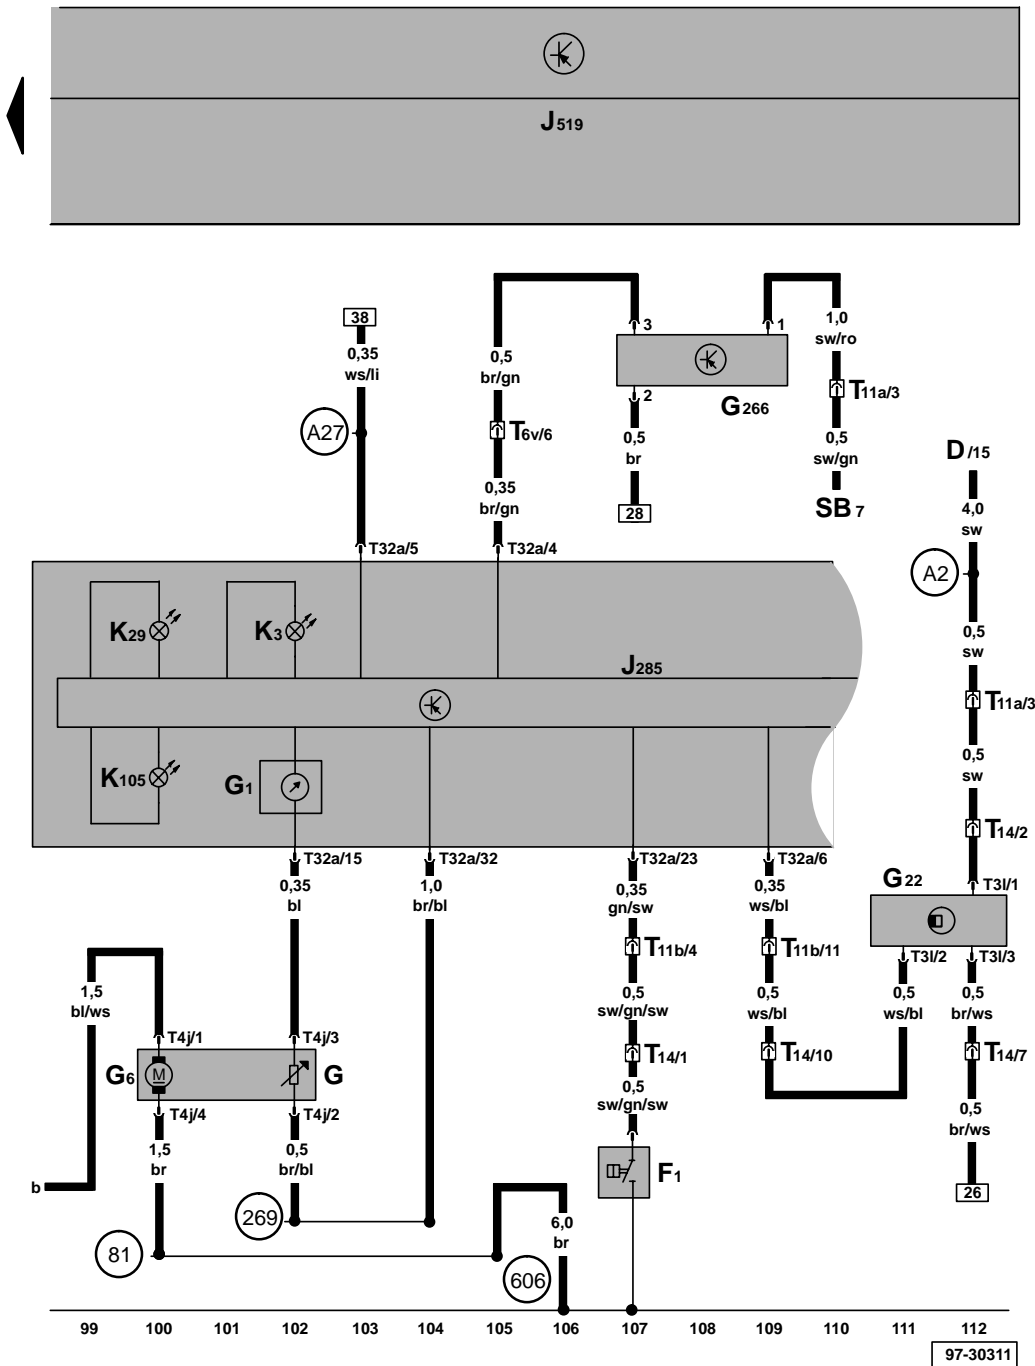 J519
38
0,35
ws/li
A27
0,5
br/gn
T6v/6
0,35
br/gn
3
1
2
G266
0,5
br
28
1,0
sw/ro
T11a/3
0,5
sw/gn
SB7
D/15
4,0
sw
A2
0,5
sw
T11a/3
0,5
sw
T14/2
T32a/5
T32a/4
K29
K3
J285
K105
G1
T32a/15
T32a/32
T32a/23
T32a/6
0,35
bl
1,0
br/bl
0,35
gn/sw
0,35
ws/bl
G22
T3l/1
T3l/2
T3l/3
T11b/4
T11b/11
1,5
bl/ws
0,5
sw/gn/sw
0,5
ws/bl
0,5
ws/bl
0,5
br/ws
T4j/1
T4j/3
T14/1
T14/10
T14/7
G6
M
G
T4j/4
T4j/2
0,5
sw/gn/sw
0,5
br/ws
1,5
br
0,5
br/bl
F1
b
26
269
6,0
br
81
606
99 100 101 102 103 104 105 106 107 108 109 110 111 112
97-30311